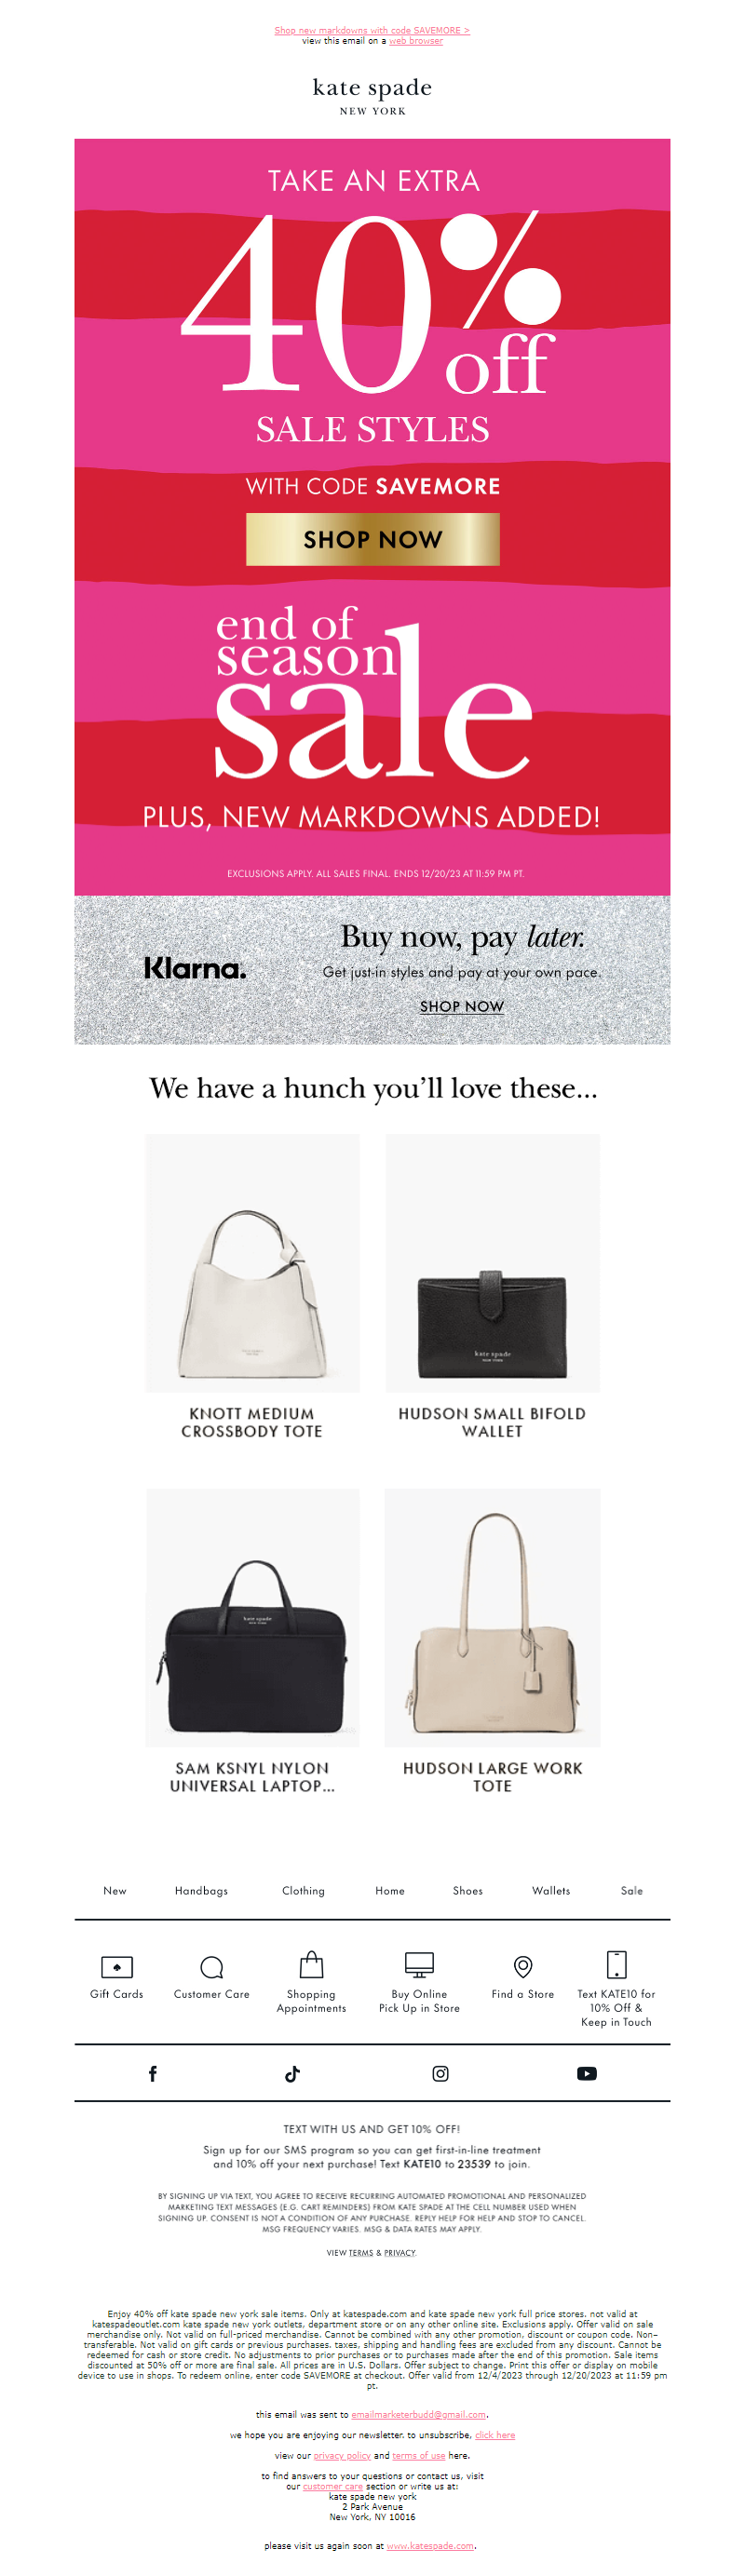 Shop new markdowns with code SAVEMORE >
view this email on a web browser
kate spade
NEW YORK
TAKE AN EXTRA
40%
off
SALE STYLES
WITH CODE SAVEMORE
SHOP NOW
end of
season
sale
PLUS, NEW MARKDOWNS ADDED!
EXCLUSIONS APPLY. ALL SALES FINAL. ENDS 12/20/23 AT 11:59 PM PT.
Klarna.
Buy now, pay later.
Get just-in styles and pay at your own pace.
SHOP NOW
We have a hunch you'll love these...
kate spade
NEW YORK
KNOTT MEDIUM
CROSSBODY TOTE
HUDSON SMALL BIFOLD
WALLET
kate spade
NEW YORK
SAM KSNYL NYLON
UNIVERSAL LAPTOP...
HUDSON LARGE WORK
TOTE
New Handbags Clothing Home Shoes Wallets Sale
Gift Cards
Customer Care
Shopping
Appointments
Buy Online
Pick Up in Store
Find a Store
Text KATE10 for
10% Off &
Keep in Touch
TEXT WITH US AND GET 10% OFF!
Sign up for our SMS program so you can get first-in-line treatment
and 10% off your next purchase! Text KATE10 to 23539 to join.
BY SIGNING UP VIA TEXT, YOU AGREE TO RECEIVE RECURRING AUTOMATED PROMOTIONAL AND PERSONALIZED
MARKETING TEXT MESSAGES (E.G. CART REMINDERS) FROM KATE SPADE AT THE CELL NUMBER USED WHEN
SIGNING UP. CONSENT IS NOT A CONDITION OF ANY PURCHASE. REPLY HELP FOR HELP AND STOP TO CANCEL.
MSG FREQUENCY VARIES. MSG & DATA RATES MAY APPLY.
VIEW TERMS & PRIVACY.
Enjoy 40% off kate spade new york sale items. Only at katespade.com and kate spade new york full price stores. not valid at
katespadeoutlet.com kate spade new york outlets, department store or on any other online site. Exclusions apply. Offer valid on sale
merchandise only. Not valid on full-priced merchandise. Cannot be combined with any other promotion, discount or coupon code. Non-
transferable. Not valid on gift cards or previous purchases. taxes, shipping and handling fees are excluded from any discount. Cannot be
redeemed for cash or store credit. No adjustments to prior purchases or to purchases made after the end of this promotion. Sale items
discounted at 50% off or more are final sale. All prices are in U.S. Dollars. Offer subject to change. Print this offer or display on mobile
device to use in shops. To redeem online, enter code SAVEMORE at checkout. Offer valid from 12/4/2023 through 12/20/2023 at 11:59 pm
pt.
this email was sent to emailmarketerbudd@gmail.com.
we hope you are enjoying our newsletter. to unsubscribe, click here
view our privacy policy and terms of use here.
to find answers to your questions or contact us, visit
our customer care section or write us at:
kate spade new york
2 Park Avenue
New York, NY 10016
please visit us again soon at www.katespade.com.